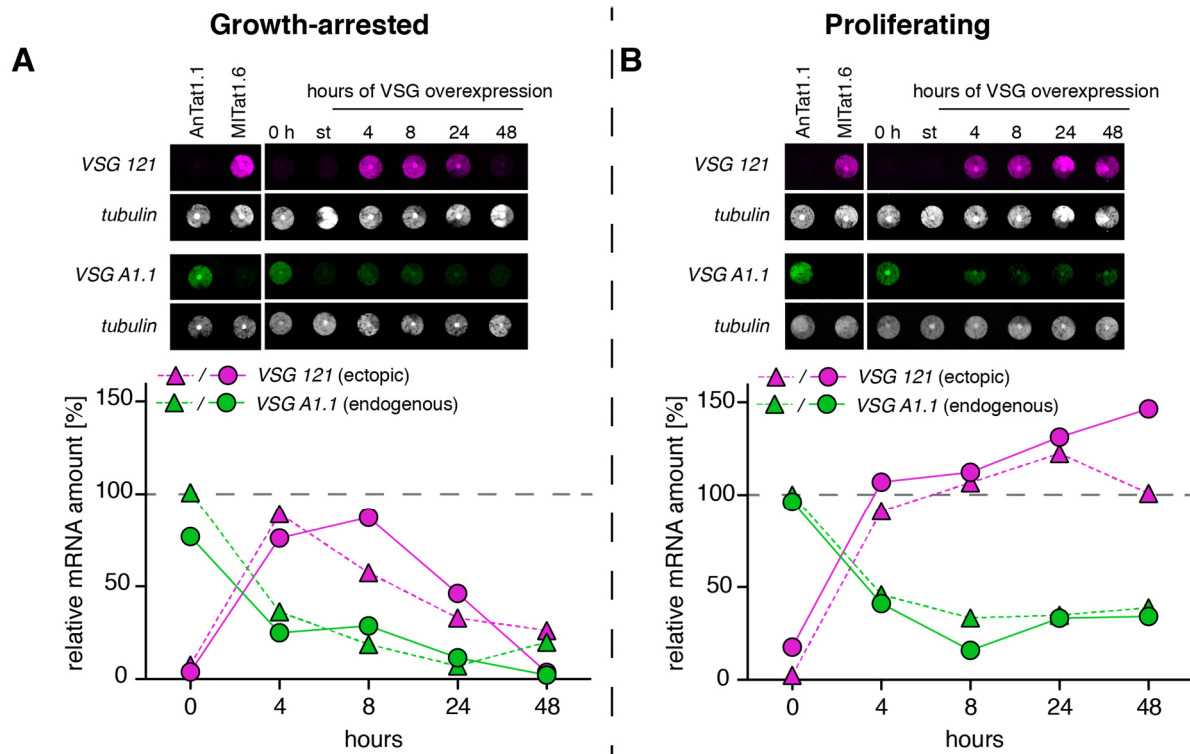 Growth-arrested
A
AnTat1.1
MITat1.6
hours of VSG overexpression
0 h st 4 8 24 48
VSG 121
tubulin
VSG A1.1
tubulin
/ VSG 121 (ectopic)
/ VSG A1.1 (endogenous)
relative mRNA amount [%]
150
100
50
0
0 4 8 24 48
hours
Proliferating
B
AnTat1.1
MITat1.6
hours of VSG overexpression
0 h st 4 8 24 48
VSG 121
tubulin
VSG A1.1
tubulin
/ VSG 121 (ectopic)
/ VSG A1.1 (endogenous)
relative mRNA amount [%]
150
100
50
0
0 4 8 24 48
hours